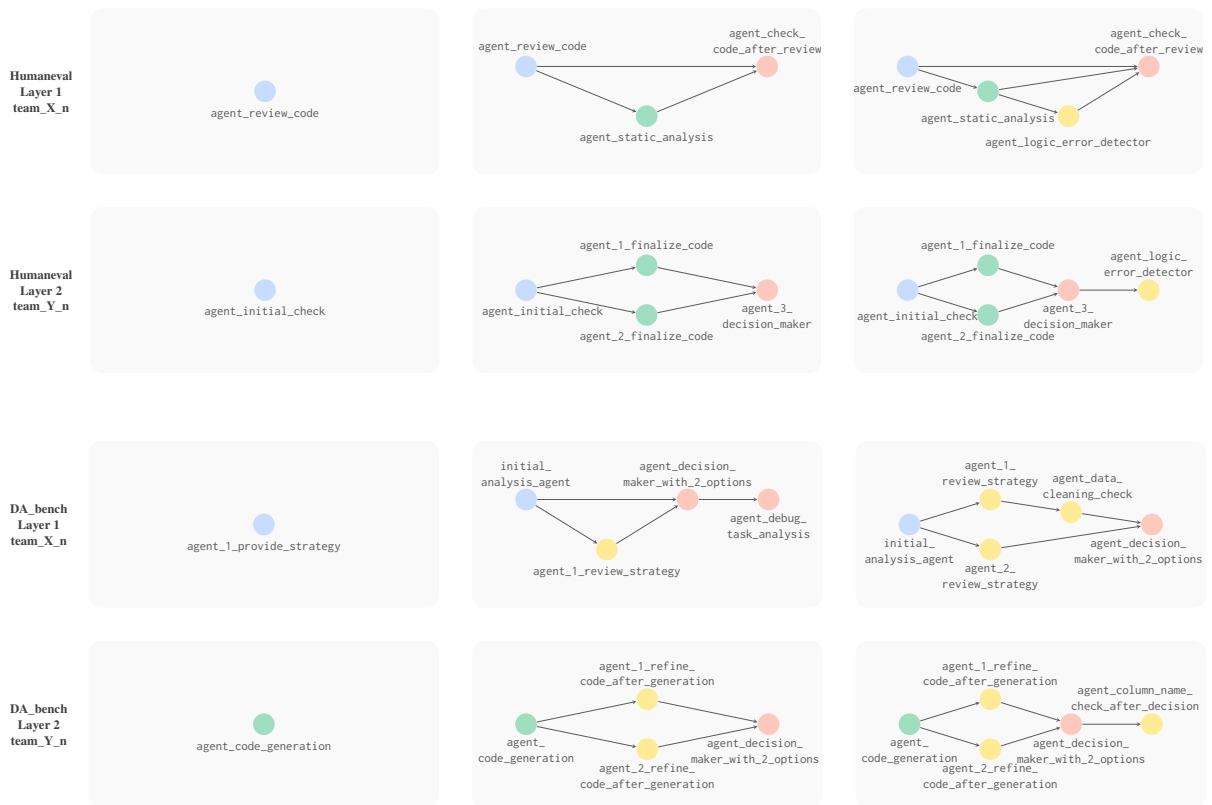 Humaneval
Layer 1
team_X_n
agent_review_code
agent_review_code
agent_check_
code_after_review
agent_static_analysis
agent_check_
code_after_review
agent_review_code
agent_static_analysis
agent_logic_error_detector
Humaneval
Layer 2
team_Y_n
agent_initial_check
agent_1_finalize_code
agent_initial_check
agent_3_
decision_maker
agent_2_finalize_code
agent_1_finalize_code
agent_logic_
error_detector
agent_initial_check
agent_3_
decision_maker
agent_2_finalize_code
DA_bench
Layer 1
team_X_n
agent_1_provide_strategy
initial_
analysis_agent
agent_decision_
maker_with_2_options
agent_debug_
task_analysis
agent_1_review_strategy
agent_1_
review_strategy
agent_data_
cleaning_check
initial_
analysis_agent
agent_decision_
maker_with_2_options
agent_2_
review_strategy
DA_bench
Layer 2
team_Y_n
agent_code_generation
agent_1_refine_
code_after_generation
agent_
code_generation
agent_decision_
maker_with_2_options
agent_2_refine_
code_after_generation
agent_1_refine_
code_after_generation
agent_column_name_
check_after_decision
agent_
code_generation
agent_decision_
maker_with_2_options
agent_2_refine_
code_after_generation